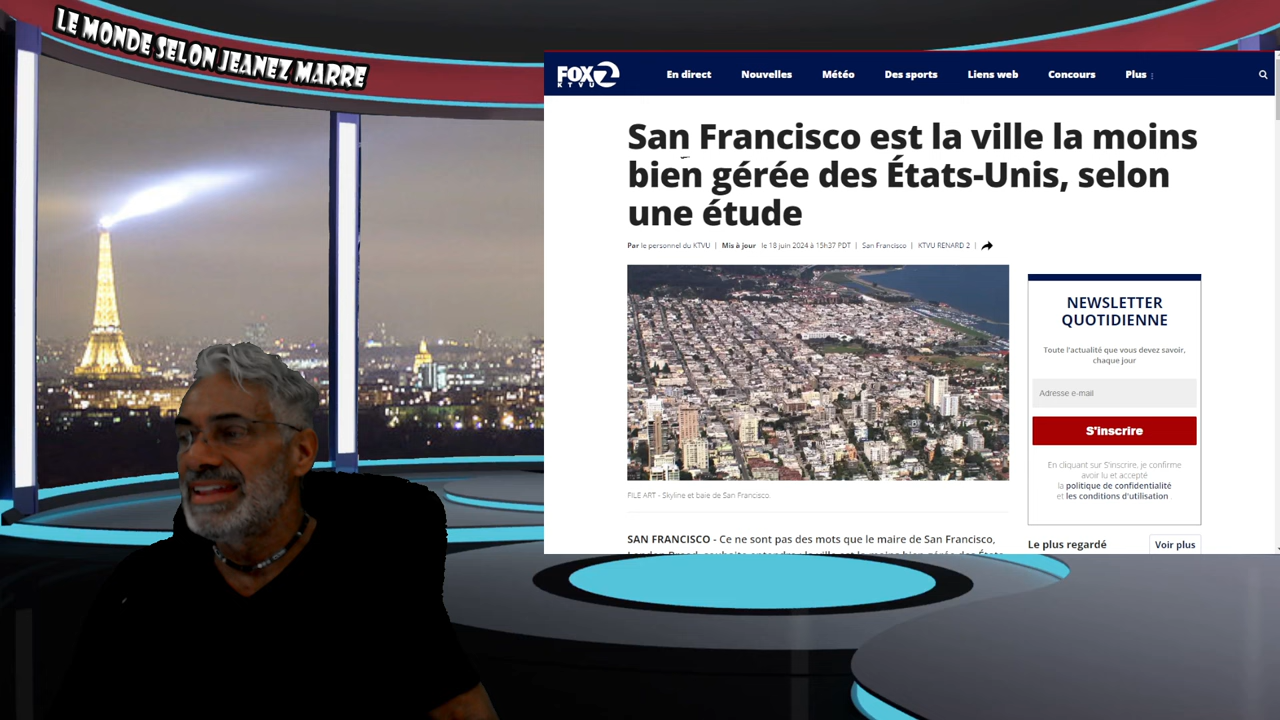 LE MONDE SELON JEANEZ MARRE
FOX 2
KTVU
En direct
Nouvelles
Météo
Des sports
Liens web
Concours
Plus
San Francisco est la ville la moins
bien gérée des États-Unis, selon
une étude
Par le personnel du KTVU | Mis à jour le 18 juin 2024 à 15h37 PDT | San Francisco | KTVU RENARD 2 |
FILE ART - Skyline et baie de San Francisco.
SAN FRANCISCO - Ce ne sont pas des mots que le maire de San Francisco,
NEWSLETTER
QUOTIDIENNE
Toute l'actualité que vous devez savoir,
chaque jour
Adresse e-mail
S'inscrire
En cliquant sur S'inscrire, je confirme
avoir lu et accepté
la politique de confidentialité
et les conditions d'utilisation .
Le plus regardé
Voir plus